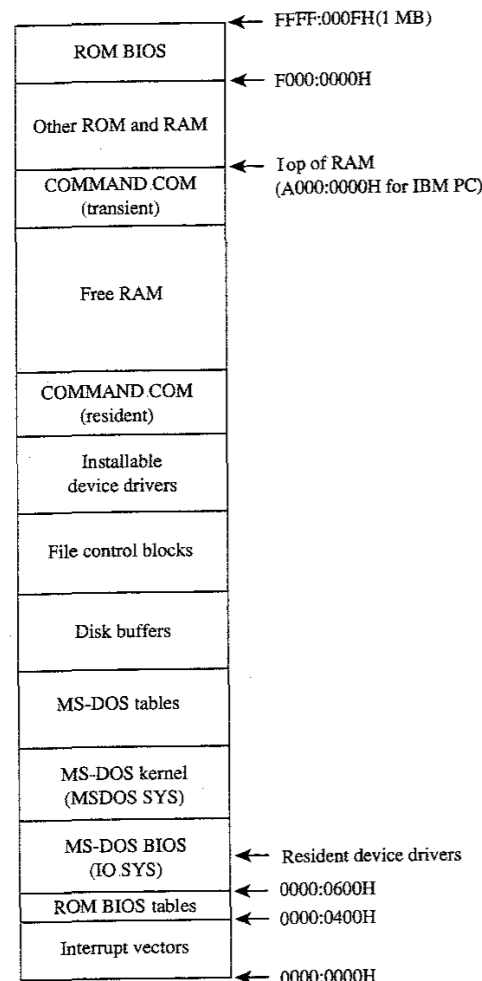 FFFF:000FH(1 MB)
ROM BIOS
F000:0000H
Other ROM and RAM
Top of RAM
(A000:0000H for IBM PC)
COMMAND.COM
(transient)
Free RAM
COMMAND.COM
(resident)
Installable
device drivers
File control blocks
Disk buffers
MS-DOS tables
MS-DOS kernel
(MSDOS SYS)
MS-DOS BIOS
(IO.SYS)
Resident device drivers
0000:0600H
ROM BIOS tables
0000:0400H
Interrupt vectors
0000:0000H